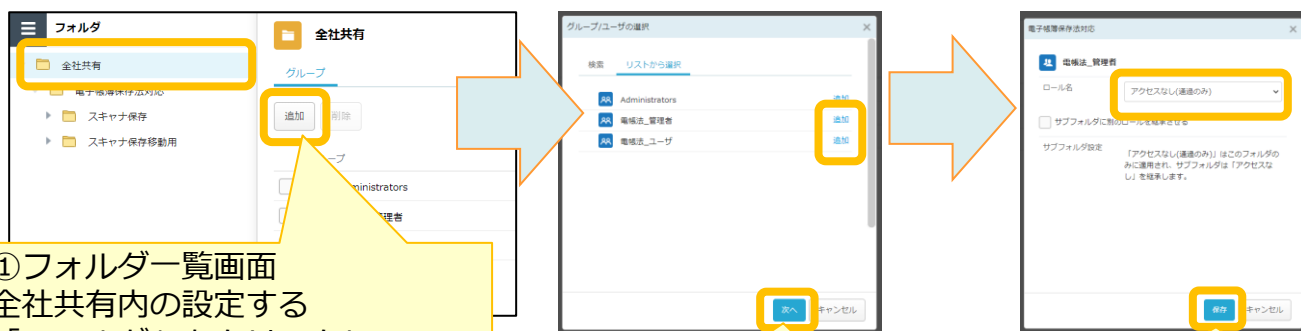 フォルダ
全社共有
電子帳簿保存法対応
スキャナ保存
スキャナ保存移動用
全社共有
グループ
追加
削除
①フォルダ一覧画面
全社共有内の設定する
グループ/ユーザの選択
検索 リストから選択
Administrators 追加
電帳法_管理者 追加
電帳法_ユーザ 追加
次へ キャンセル
電子帳簿保存法対応
電帳法_管理者
ロール名 アクセスなし(通過のみ)
サブフォルダに別のロールを継承させる
サブフォルダ設定
「アクセスなし(通過のみ)」はこのフォルダの
みに適用され、サブフォルダは「アクセスな
し」を継承します。
保存 キャンセル